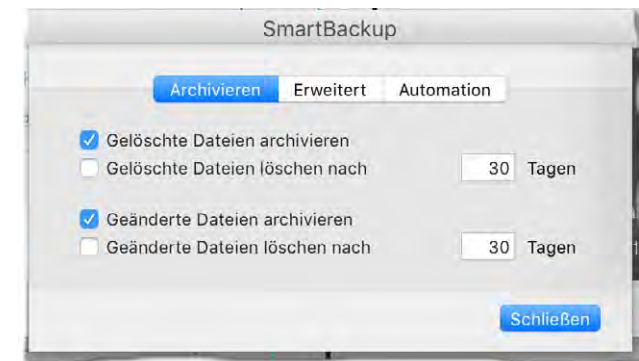 SmartBackup
Archivieren Erweitert Automation
Gelöschte Dateien archivieren
Gelöschte Dateien löschen nach 30 Tagen
Geänderte Dateien archivieren
Geänderte Dateien löschen nach 30 Tagen
Schließen